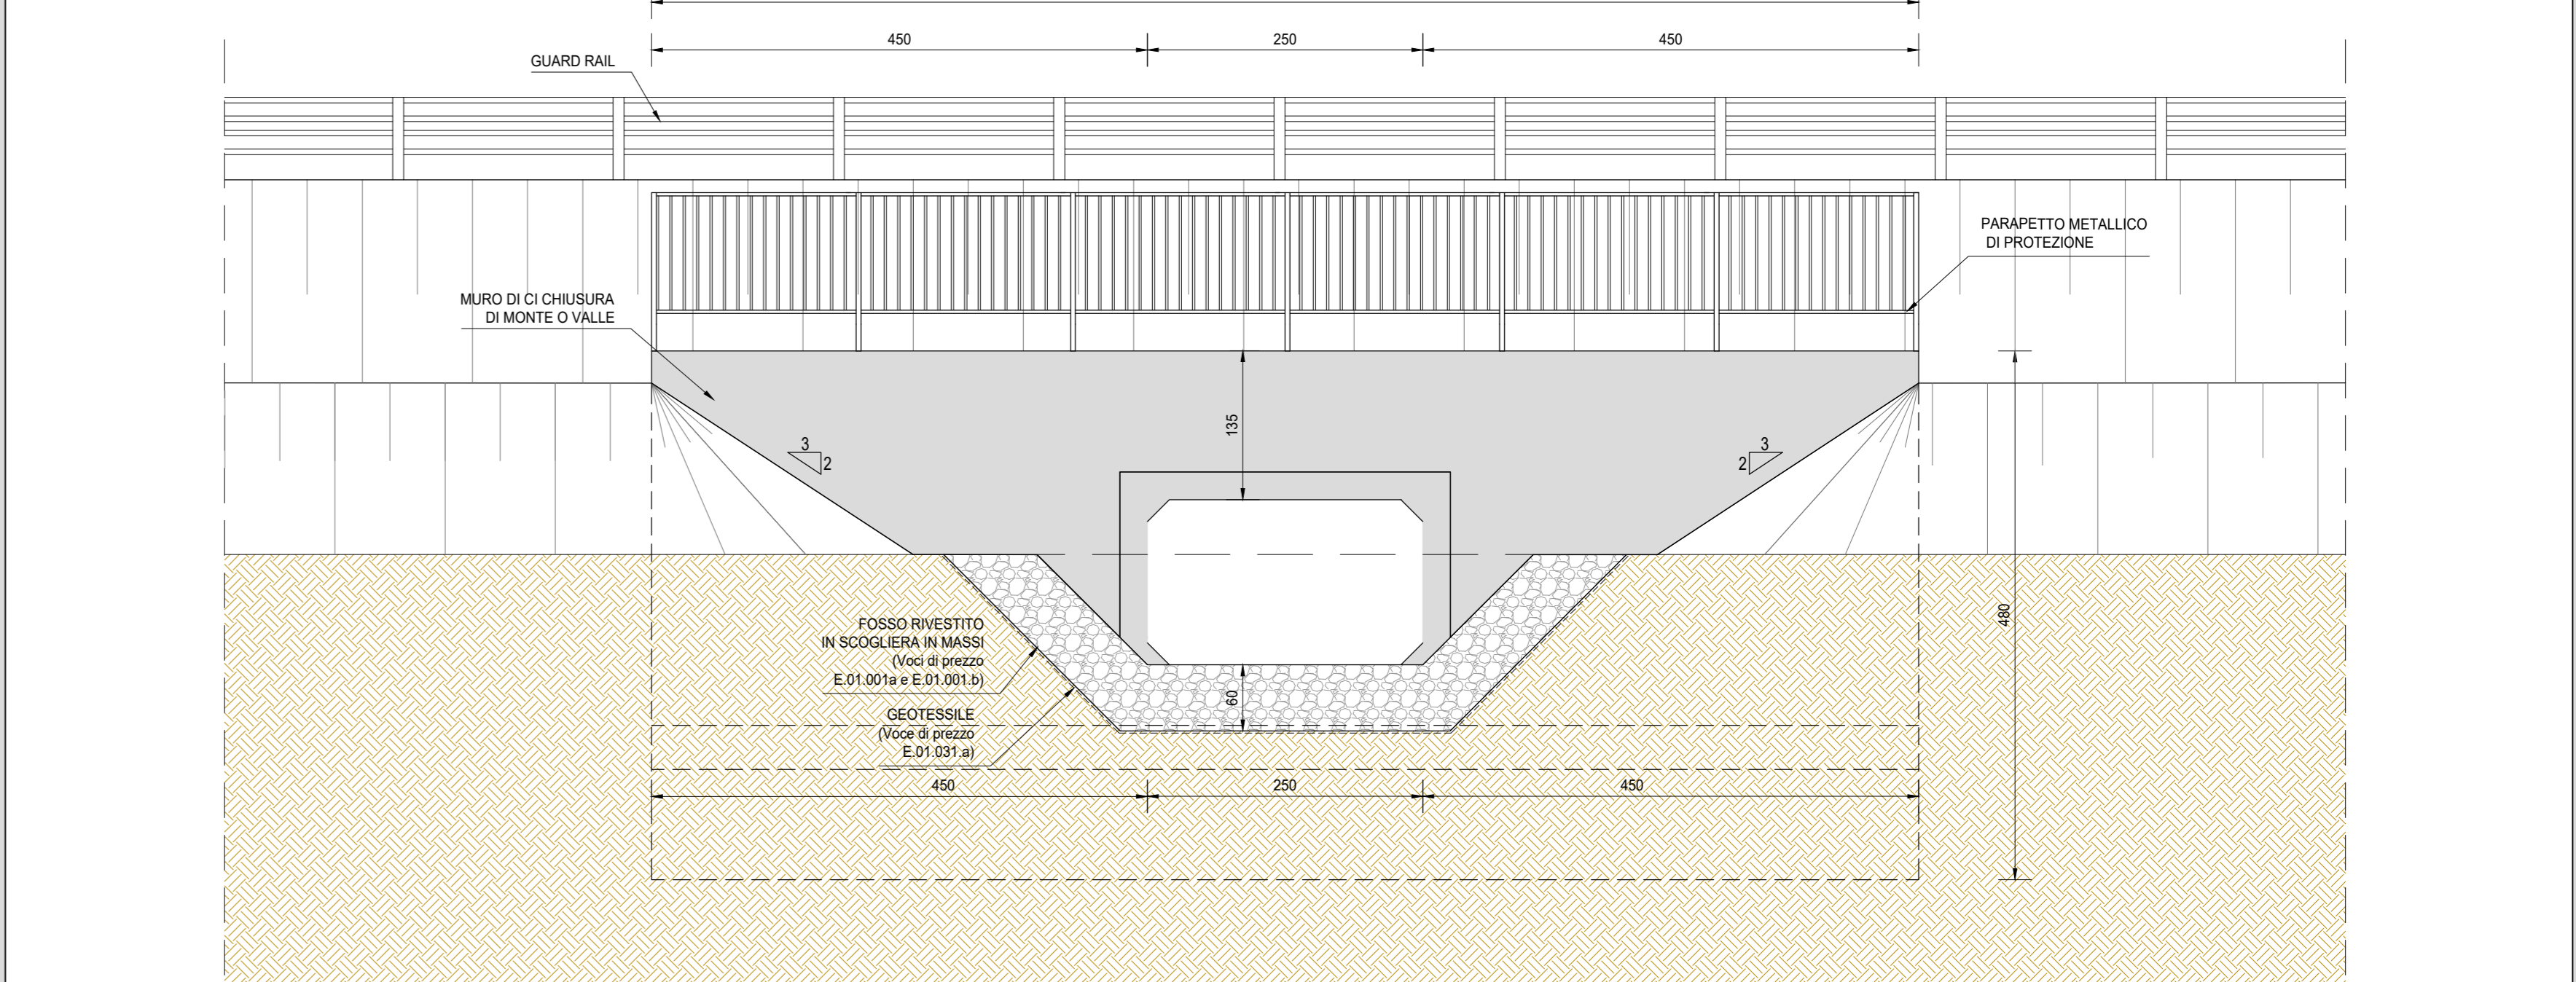 450
250
450
GUARD RAIL
PARAPETTO METALLICO
DI PROTEZIONE
MURO DI CI CHIUSURA
DI MONTE O VALLE
135
3
2
3
2
480
FOSSO RIVESTITO
IN SCOGLIERA IN MASSI
(Voci di prezzo
E.01.001a e E.01.001.b)
60
GEOTESSILE
(Voce di prezzo
E.01.031.a)
450
250
450